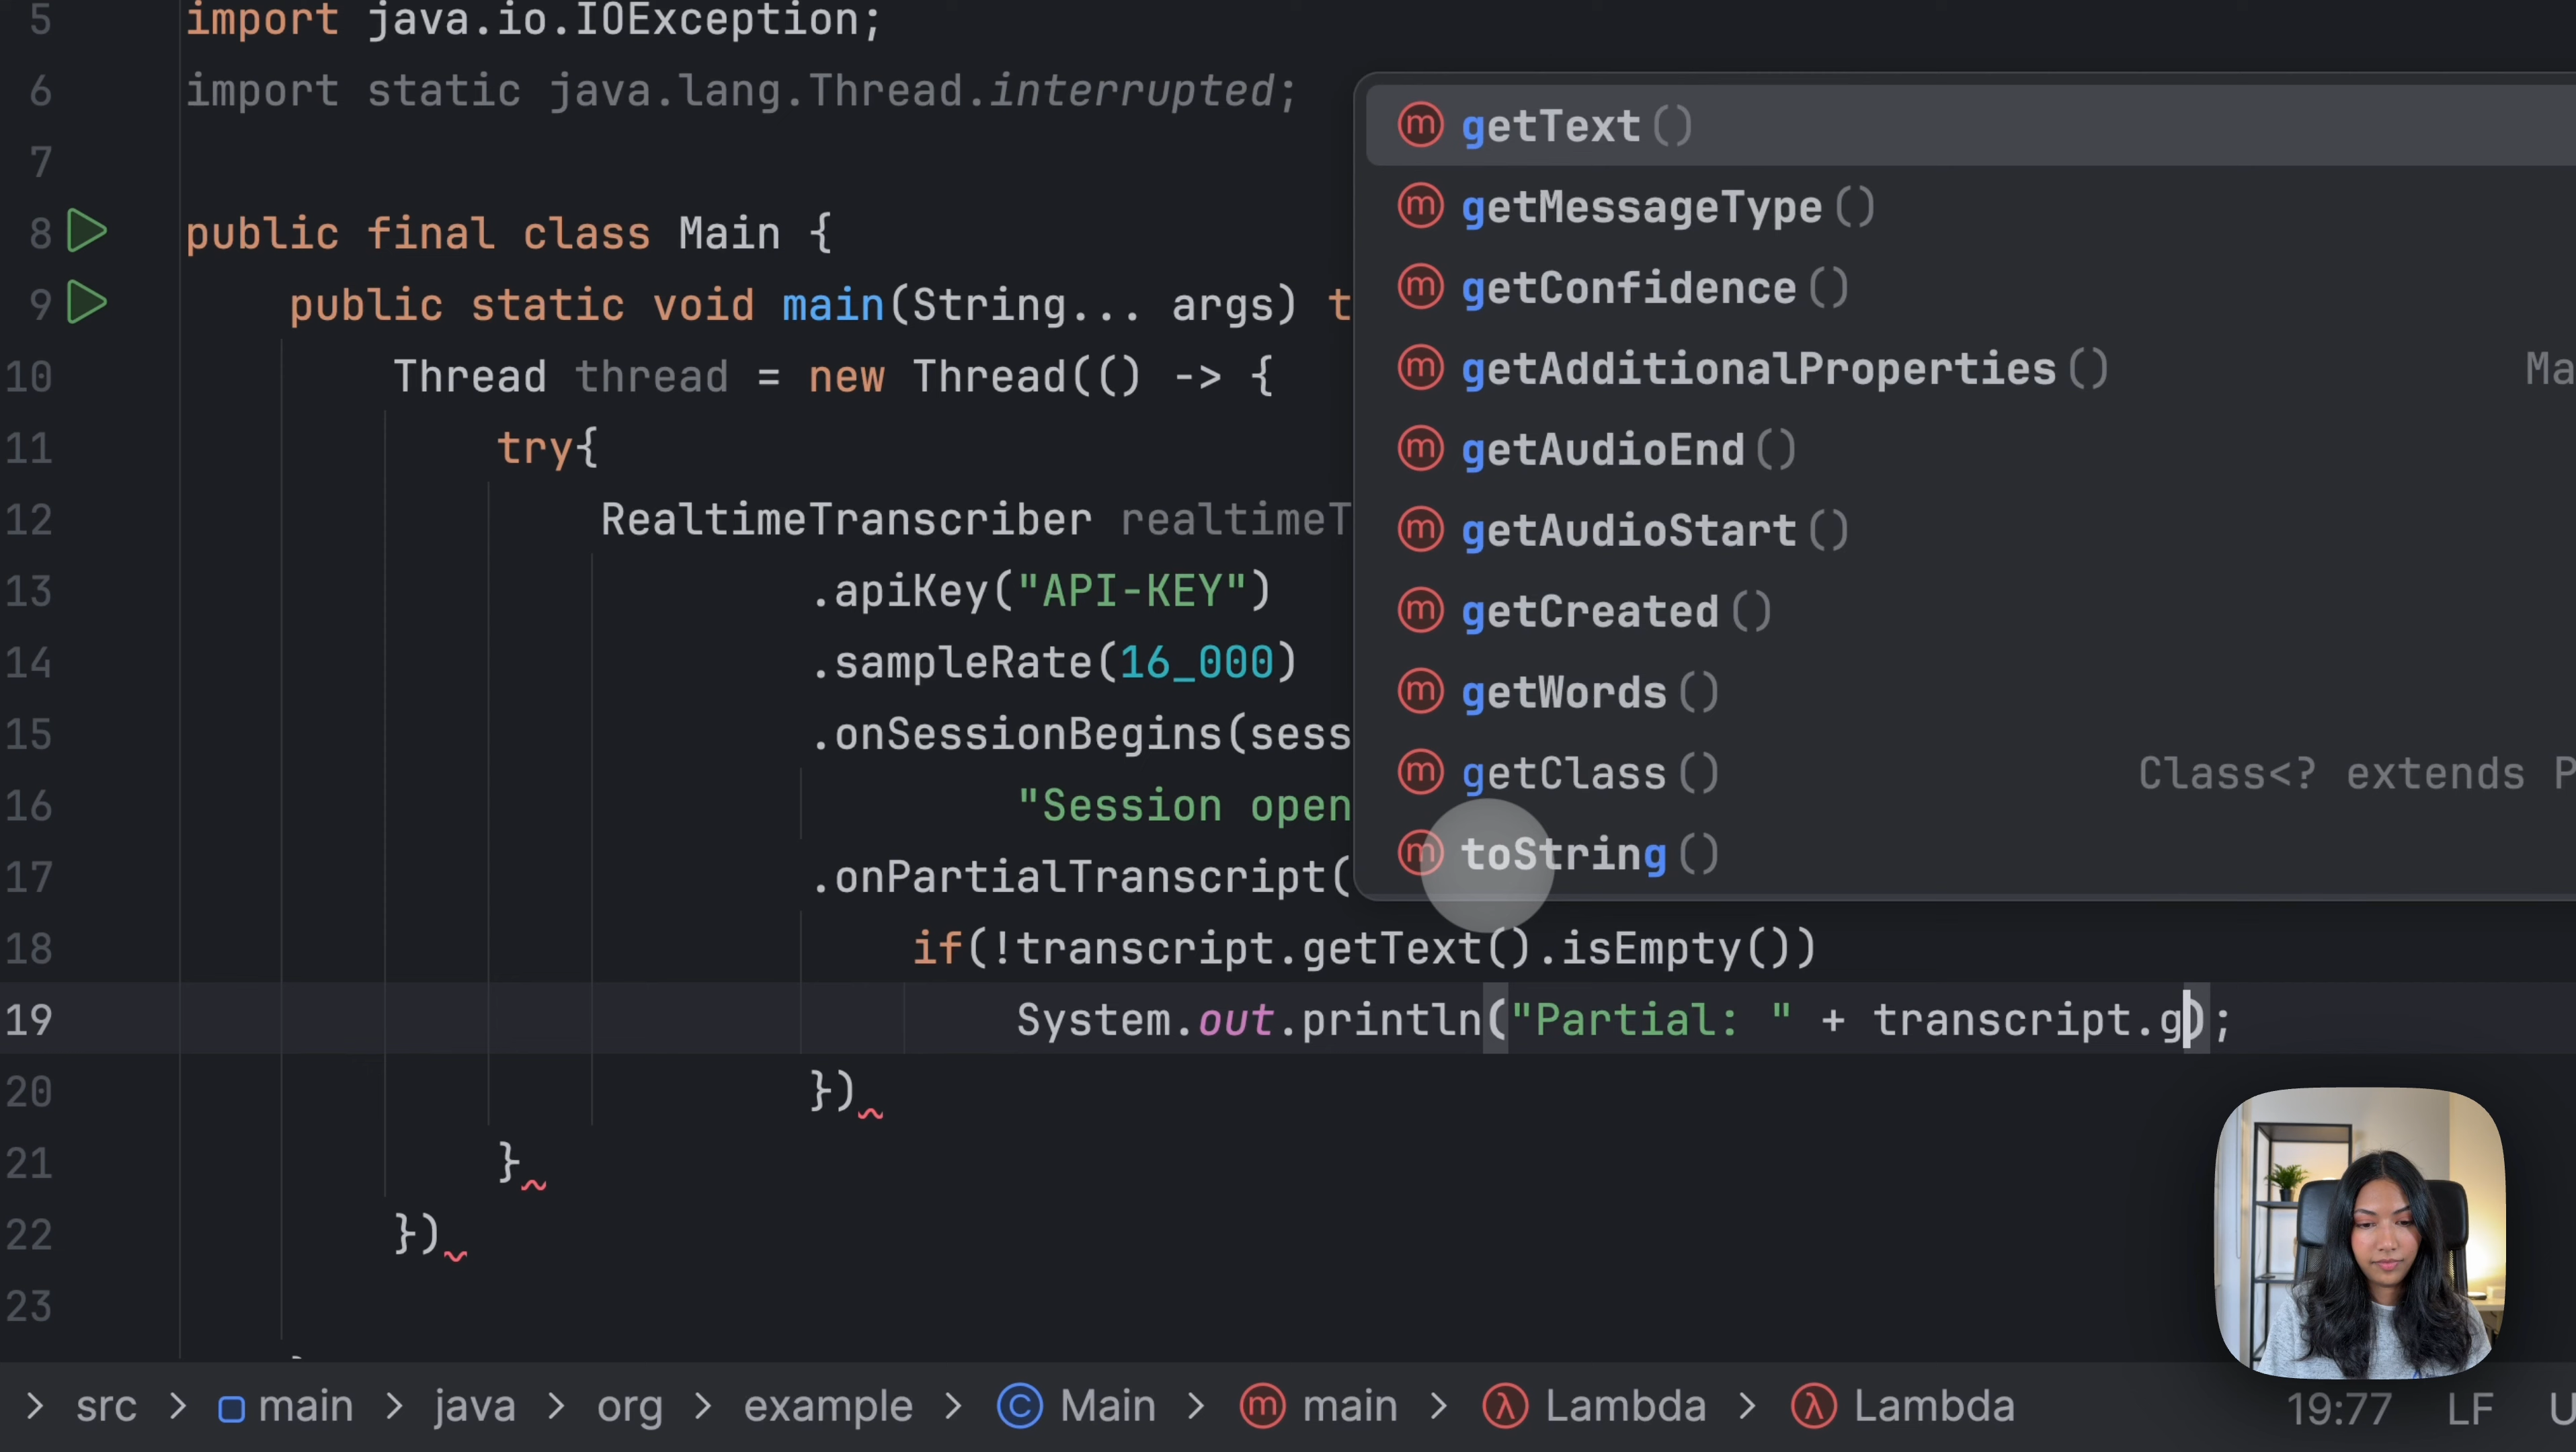 5 import java.io.IOException;
6 import static java.lang.Thread.interrupted;
7
8 public final class Main {
9 public static void main(String... args) t
10 Thread thread = new Thread(() -> {
11 try{
12 RealtimeTranscriber realtimeT
13 .apiKey("API-KEY")
14 .sampleRate(16_000)
15 .onSessionBegins(sess
16 "Session open
17 .onPartialTranscript(
18 if(!transcript.getText().isEmpty())
19 System.out.println("Partial: " + transcript.g);
20 })
21 }
22 })
23
m getText()
m getMessageType()
m getConfidence()
m getAdditionalProperties() Ma
m getAudioEnd()
m getAudioStart()
m getCreated()
m getWords()
m getClass() Class<? extends P
m toString()
> src > main > java > org > example > C Main > m main > λ Lambda > λ Lambda 19:77 LF U